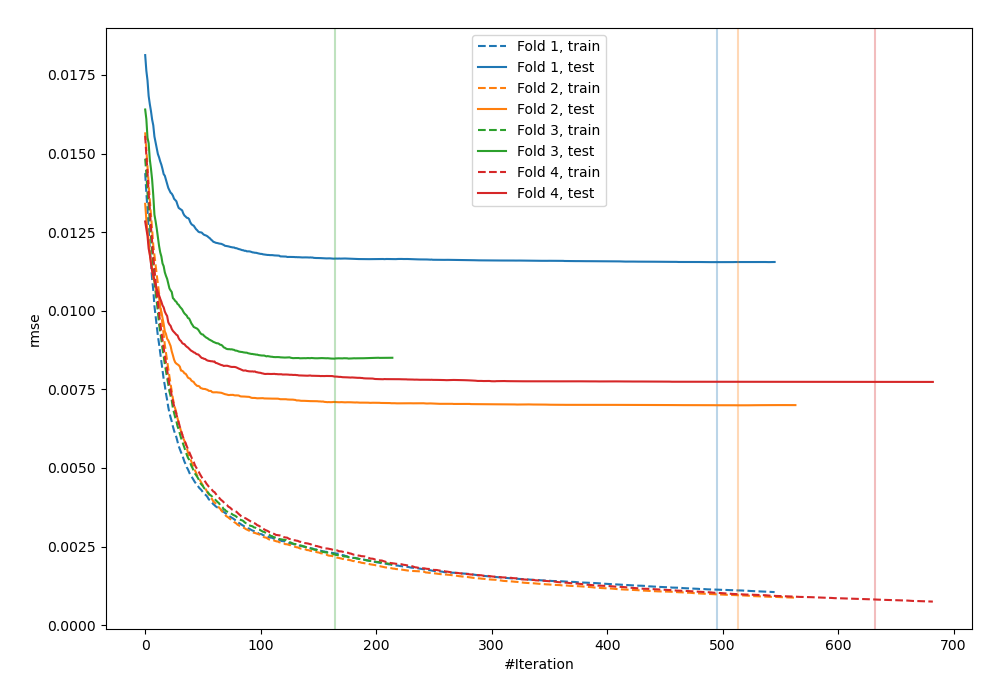 Fold 1, train
Fold 1, test
Fold 2, train
Fold 2, test
Fold 3, train
Fold 3, test
Fold 4, train
Fold 4, test
rmse
0.0175
0.0150
0.0125
0.0100
0.0075
0.0050
0.0025
0.0000
0 100 200 300 400 500 600 700
#Iteration